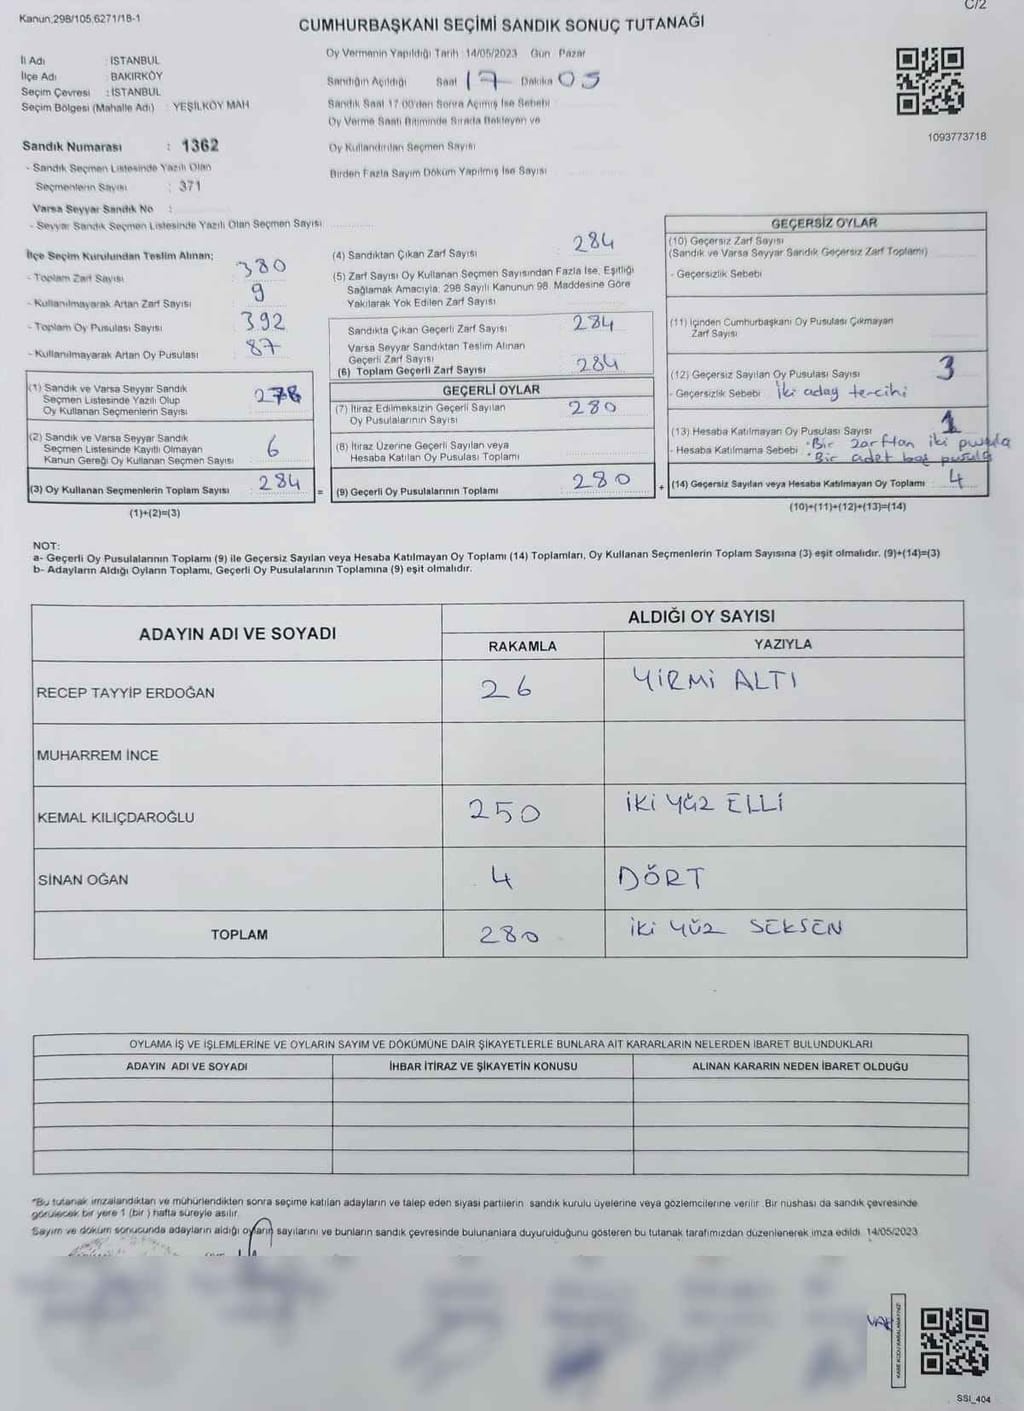 C/2
Kanun;298/105,6271/18-1
CUMHURBAŞKANI SEÇİMİ SANDIK SONUÇ TUTANAĞI
İl Adı : İSTANBUL
İlçe Adı : BAKIRKÖY
Seçim Çevresi : İSTANBUL
Seçim Bölgesi (Mahalle Adı) : YEŞİLKÖY MAH
Oy Vermenin Yapıldığı Tarih :14/05/2023 Gün : Pazar
Sandığın Açıldığı Saat 17 Dakika 05
Sandık Saat 17.00'den Sonra Açılmış İse Sebebi
Oy Verme Saati Bitiminde Sırada Bekleyen ve
Oy Kullandırılan Seçmen Sayısı
Birden Fazla Sayım Döküm Yapılmış İse Sayısı
1093773718
Sandık Numarası : 1362
- Sandık Seçmen Listesinde Yazılı Olan
Seçmenlerin Sayısı : 371
Varsa Seyyar Sandık No :
- Seyyar Sandık Seçmen Listesinde Yazılı Olan Seçmen Sayısı
İlçe Seçim Kurulundan Teslim Alınan;
- Toplam Zarf Sayısı 380
- Kullanılmayarak Artan Zarf Sayısı 9
- Toplam Oy Pusulası Sayısı 392
- Kullanılmayarak Artan Oy Pusulası 87
(1) Sandık ve Varsa Seyyar Sandık
Seçmen Listesinde Yazılı Olup
Oy Kullanan Seçmenlerin Sayısı 278
(2) Sandık ve Varsa Seyyar Sandık
Seçmen Listesinde Kayıtlı Olmayan
Kanun Gereği Oy Kullanan Seçmen Sayısı 6
(3) Oy Kullanan Seçmenlerin Toplam Sayısı 284
(1)+(2)=(3)
=
(4) Sandıktan Çıkan Zarf Sayısı 284
(5) Zarf Sayısı Oy Kullanan Seçmen Sayısından Fazla İse, Eşitliği
Sağlamak Amacıyla; 298 Sayılı Kanunun 98. Maddesine Göre
Yakılarak Yok Edilen Zarf Sayısı
Sandıkta Çıkan Geçerli Zarf Sayısı 284
Varsa Seyyar Sandıktan Teslim Alınan
Geçerli Zarf Sayısı
(6) Toplam Geçerli Zarf Sayısı 284
GEÇERLİ OYLAR
(7) İtiraz Edilmeksizin Geçerli Sayılan
Oy Pusulalarının Sayısı 280
(8) İtiraz Üzerine Geçerli Sayılan veya
Hesaba Katılan Oy Pusulası Toplamı
(9) Geçerli Oy Pusulalarının Toplamı 280
+
GEÇERSİZ OYLAR
(10) Geçersiz Zarf Sayısı
(Sandık ve Varsa Seyyar Sandık Geçersiz Zarf Toplamı)
- Geçersizlik Sebebi
(11) İçinden Cumhurbaşkanı Oy Pusulası Çıkmayan
Zarf Sayısı
(12) Geçersiz Sayılan Oy Pusulası Sayısı 3
- Geçersizlik Sebebi İki aday tercihi
(13) Hesaba Katılmayan Oy Pusulası Sayısı 1
- Hesaba Katılmama Sebebi • Bir zarftan iki pusula
• Bir adet boş pusula
(14) Geçersiz Sayılan veya Hesaba Katılmayan Oy Toplamı 4
(10)+(11)+(12)+(13)=(14)
NOT:
a- Geçerli Oy Pusulalarının Toplamı (9) ile Geçersiz Sayılan veya Hesaba Katılmayan Oy Toplamı (14) Toplamları, Oy Kullanan Seçmenlerin Toplam Sayısına (3) eşit olmalıdır. (9)+(14)=(3)
b- Adayların Aldığı Oyların Toplamı, Geçerli Oy Pusulalarının Toplamına (9) eşit olmalıdır.
ADAYIN ADI VE SOYADI ALDIĞI OY SAYISI
RAKAMLA YAZIYLA
RECEP TAYYİP ERDOĞAN 26 YİRMİ ALTI
MUHARREM İNCE
KEMAL KILIÇDAROĞLU 250 İKİ YÜZ ELLİ
SİNAN OĞAN 4 DÖRT
TOPLAM 280 İKİ YÜZ SEKSEN
OYLAMA İŞ VE İŞLEMLERİNE VE OYLARIN SAYIM VE DÖKÜMÜNE DAİR ŞİKAYETLERLE BUNLARA AİT KARARLARIN NELERDEN İBARET BULUNDUKLARI
ADAYIN ADI VE SOYADI İHBAR İTİRAZ VE ŞİKAYETİN KONUSU ALINAN KARARIN NEDEN İBARET OLDUĞU
*Bu tutanak imzalandıktan ve mühürlendikten sonra seçime katılan adayların ve talep eden siyasi partilerin sandık kurulu üyelerine veya gözlemcilerine verilir. Bir nüshası da sandık çevresinde
görülecek bir yere 1 (bir ) hafta süreyle asılır.
Sayım ve döküm sonucunda adayların aldığı oyların sayılarını ve bunların sandık çevresinde bulunanlara duyurulduğunu gösteren bu tutanak tarafımızdan düzenlenerek imza edildi. 14/05/2023
SSI_404